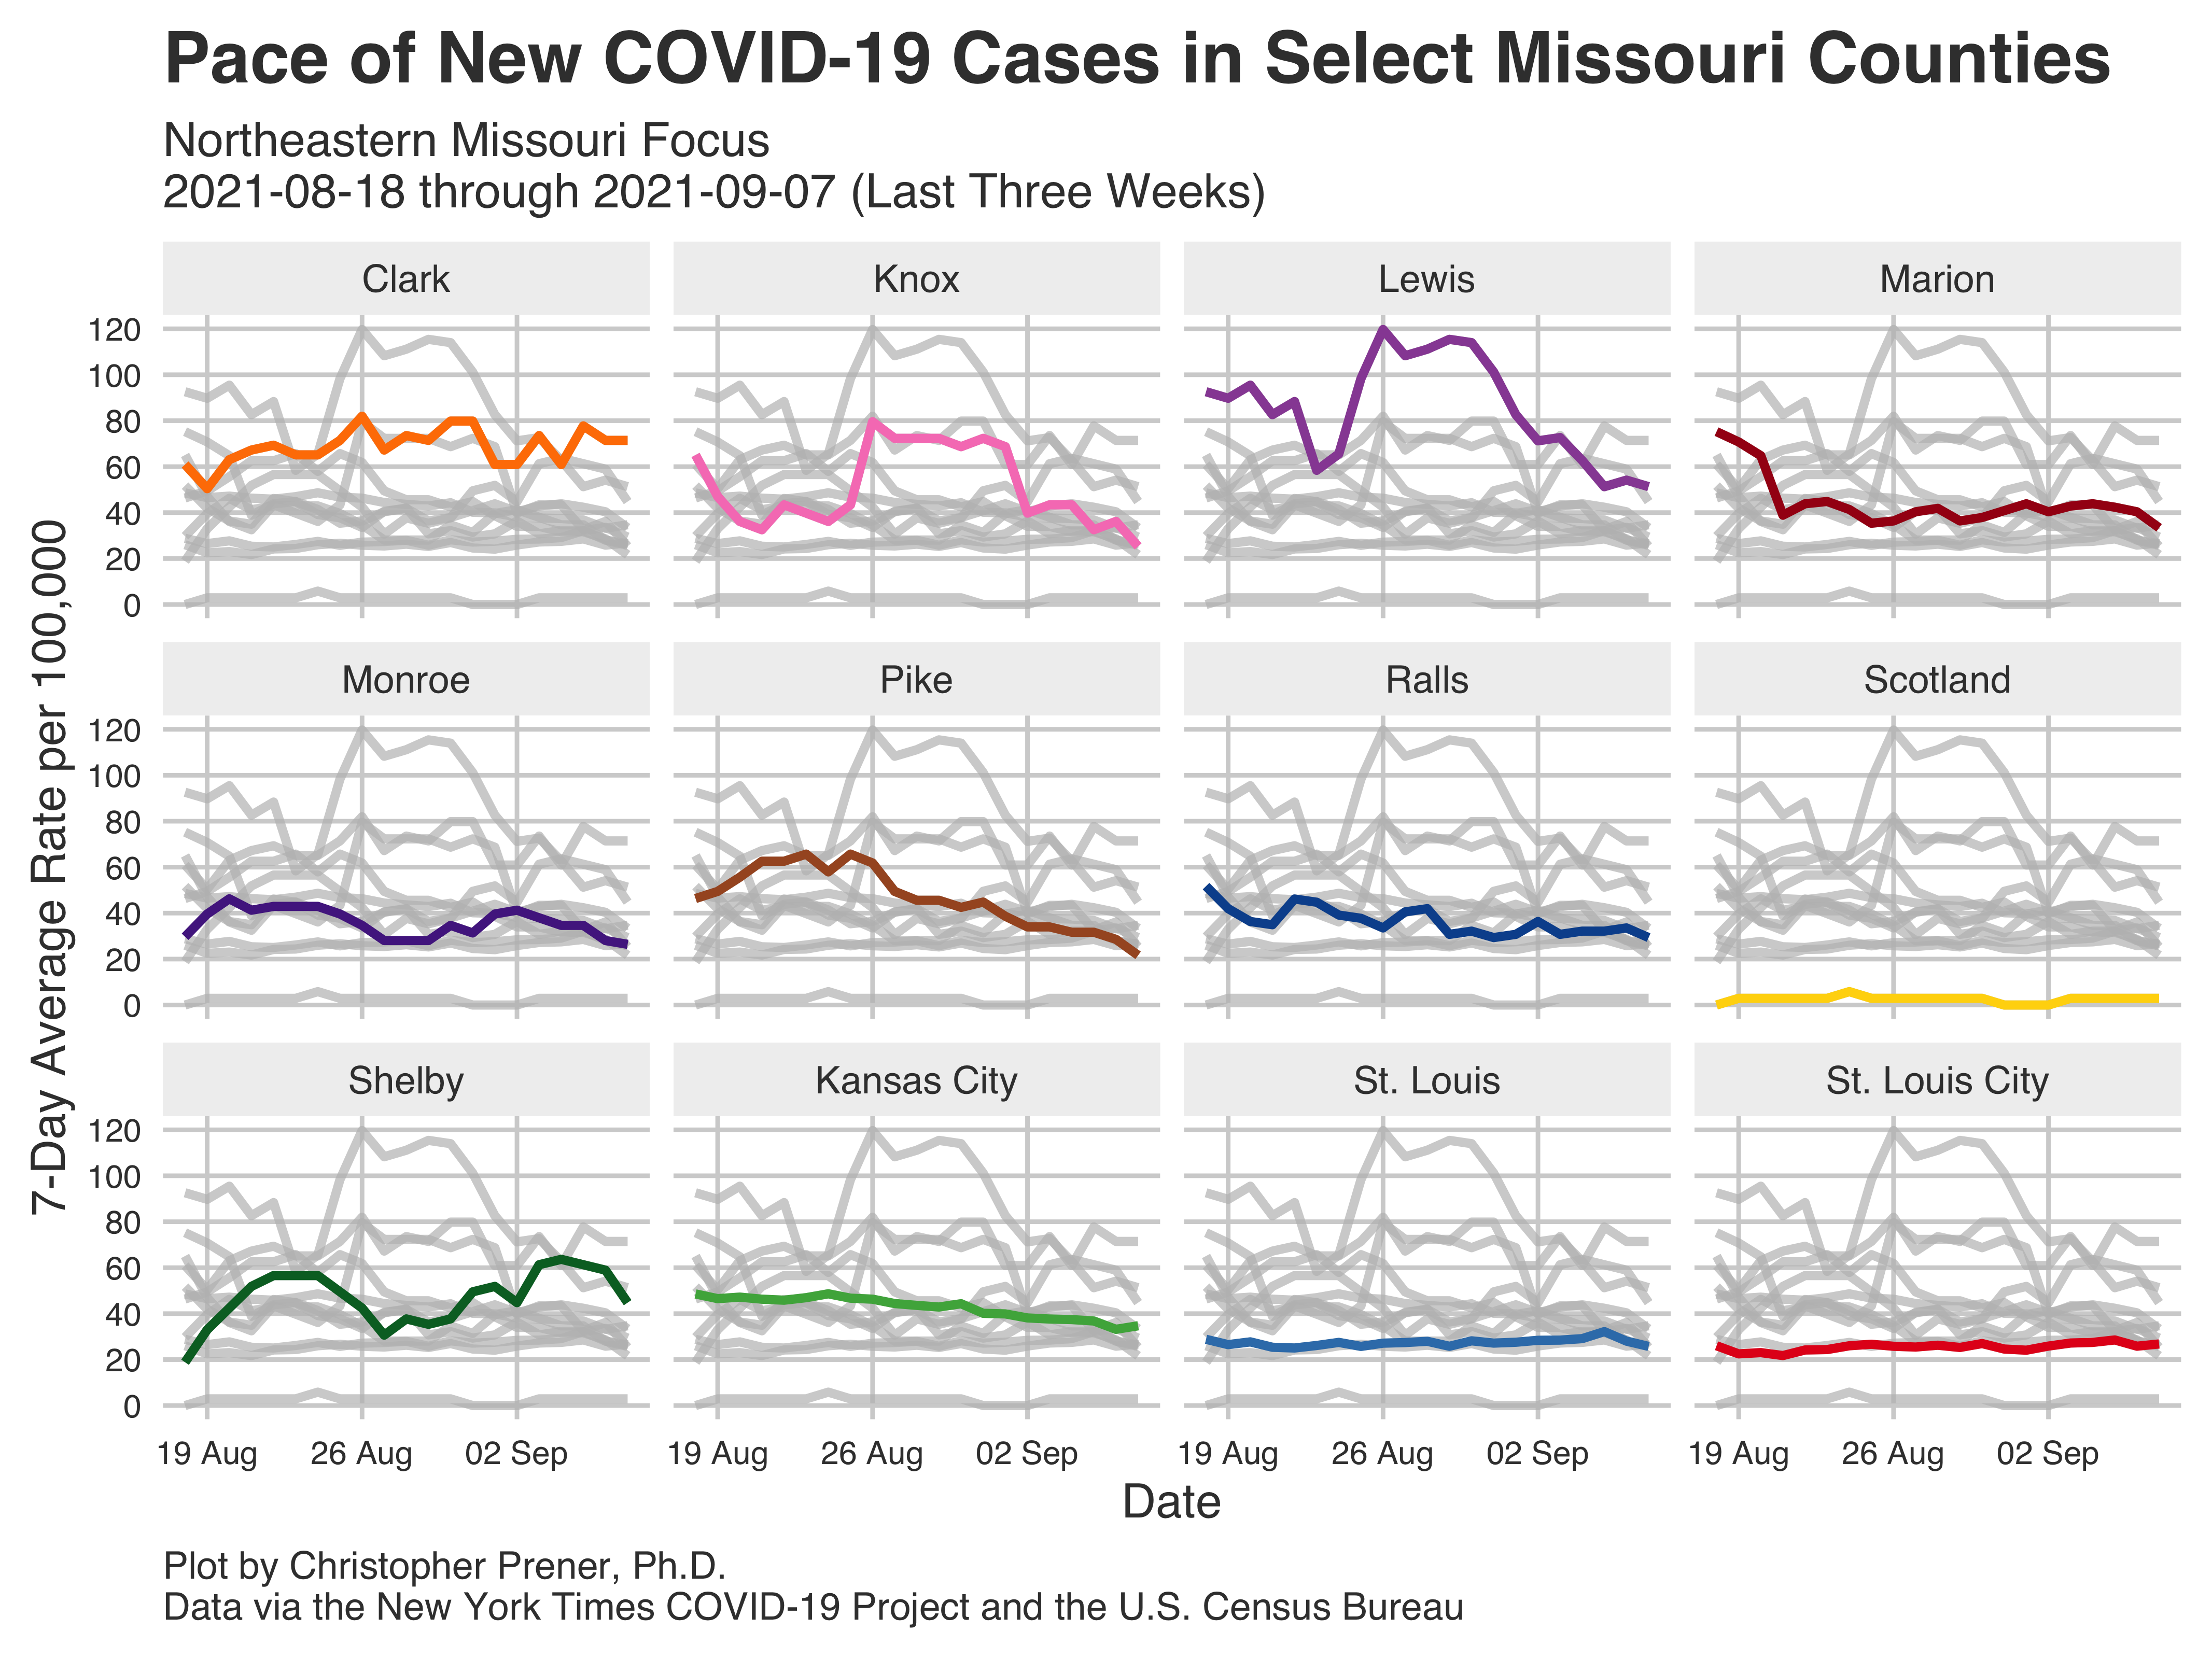 Pace of New COVID-19 Cases in Select Missouri Counties
Northeastern Missouri Focus
2021-08-18 through 2021-09-07 (Last Three Weeks)
7-Day Average Rate per 100,000
Clark
Knox
Lewis
Marion
120
100
80
60
40
20
0
Monroe
Pike
Ralls
Scotland
120
100
80
60
40
20
0
Shelby
Kansas City
St. Louis
St. Louis City
120
100
80
60
40
20
0
19 Aug 26 Aug 02 Sep
19 Aug 26 Aug 02 Sep
19 Aug 26 Aug 02 Sep
19 Aug 26 Aug 02 Sep
Date
Plot by Christopher Prener, Ph.D.
Data via the New York Times COVID-19 Project and the U.S. Census Bureau